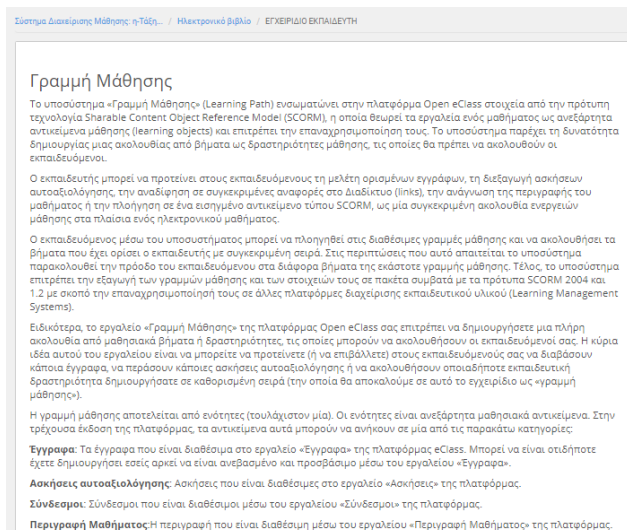 Σύστημα Διαχείρισης Μάθησης: η-Τάξη... / Ηλεκτρονικό βιβλίο / ΕΓΧΕΙΡΙΔΙΟ ΕΚΠΑΙΔΕΥΤΗ
Γραμμή Μάθησης
Το υποσύστημα «Γραμμή Μάθησης» (Learning Path) ενσωματώνει στην πλατφόρμα Open eClass στοιχεία από την πρότυπη
τεχνολογία Sharable Content Object Reference Model (SCORM), η οποία θεωρεί τα εργαλεία ενός μαθήματος ως ανεξάρτητα
αντικείμενα μάθησης (learning objects) και επιτρέπει την επαναχρησιμοποίηση τους. Το υποσύστημα παρέχει τη δυνατότητα
δημιουργίας μιας ακολουθίας από βήματα ως δραστηριότητες μάθησης, τις οποίες θα πρέπει να ακολουθούν οι
εκπαιδευόμενοι.
Ο εκπαιδευτής μπορεί να προτείνει στους εκπαιδευόμενους τη μελέτη ορισμένων εγγράφων, τη διεξαγωγή ασκήσεων
αυτοαξιολόγησης, την αναδίφηση σε συγκεκριμένες αναφορές στο Διαδίκτυο (links), την ανάγνωση της περιγραφής του
μαθήματος ή την πλοήγηση σε ένα εισηγμένο αντικείμενο τύπου SCORM, ως μία συγκεκριμένη ακολουθία ενεργειών
μάθησης στα πλαίσια ενός ηλεκτρονικού μαθήματος.
Ο εκπαιδευόμενος μέσω του υποσυστήματος μπορεί να πλοηγηθεί στις διαθέσιμες γραμμές μάθησης και να ακολουθήσει τα
βήματα που έχει ορίσει ο εκπαιδευτής με συγκεκριμένη σειρά. Στις περιπτώσεις που αυτό απαιτείται το υποσύστημα
παρακολουθεί την πρόοδο του εκπαιδευόμενου στα διάφορα βήματα της εκάστοτε γραμμής μάθησης. Τέλος, το υποσύστημα
επιτρέπει την εξαγωγή των γραμμών μάθησης και των στοιχείων τους σε πακέτα συμβατά με τα πρότυπα SCORM 2004 και
1.2 με σκοπό την επαναχρησιμοποίησή τους σε άλλες πλατφόρμες διαχείρισης εκπαιδευτικού υλικού (Learning Management
Systems).
Ειδικότερα, το εργαλείο «Γραμμή Μάθησης» της πλατφόρμας Open eClass σας επιτρέπει να δημιουργήσετε μια πλήρη
ακολουθία από μαθησιακά βήματα ή δραστηριότητες, τις οποίες μπορούν να ακολουθήσουν οι εκπαιδευόμενοί σας. Η κύρια
ιδέα αυτού του εργαλείου είναι να μπορείτε να προτείνετε (ή να επιβάλλετε) στους εκπαιδευόμενούς σας να διαβάσουν
κάποια έγγραφα, να περάσουν κάποιες ασκήσεις αυτοαξιολόγησης ή να ακολουθήσουν οποιαδήποτε εκπαιδευτική
δραστηριότητα δημιουργήσατε σε καθορισμένη σειρά (την οποία θα αποκαλούμε σε αυτό το εγχειρίδιο ως «γραμμή
μάθησης»).
Η γραμμή μάθησης αποτελείται από ενότητες (τουλάχιστον μία). Οι ενότητες είναι ανεξάρτητα μαθησιακά αντικείμενα. Στην
τρέχουσα έκδοση της πλατφόρμας, τα αντικείμενα αυτά μπορούν να ανήκουν σε μία από τις παρακάτω κατηγορίες:
Έγγραφα: Τα έγγραφα που είναι διαθέσιμα στο εργαλείο «Έγγραφα» της πλατφόρμας eClass. Μπορεί να είναι οτιδήποτε
έχετε δημιουργήσει εσείς αρκεί να είναι ανεβασμένο και προσβάσιμο μέσω του εργαλείου «Έγγραφα».
Ασκήσεις αυτοαξιολόγησης: Ασκήσεις που είναι διαθέσιμες στο εργαλείο «Ασκήσεις» της πλατφόρμας.
Σύνδεσμοι: Σύνδεσμοι που είναι διαθέσιμοι μέσω του εργαλείου «Σύνδεσμοι» της πλατφόρμας.
Περιγραφή Μαθήματος:Η περιγραφή που είναι διαθέσιμη μέσω του εργαλείου «Περιγραφή Μαθήματος» της πλατφόρμας.